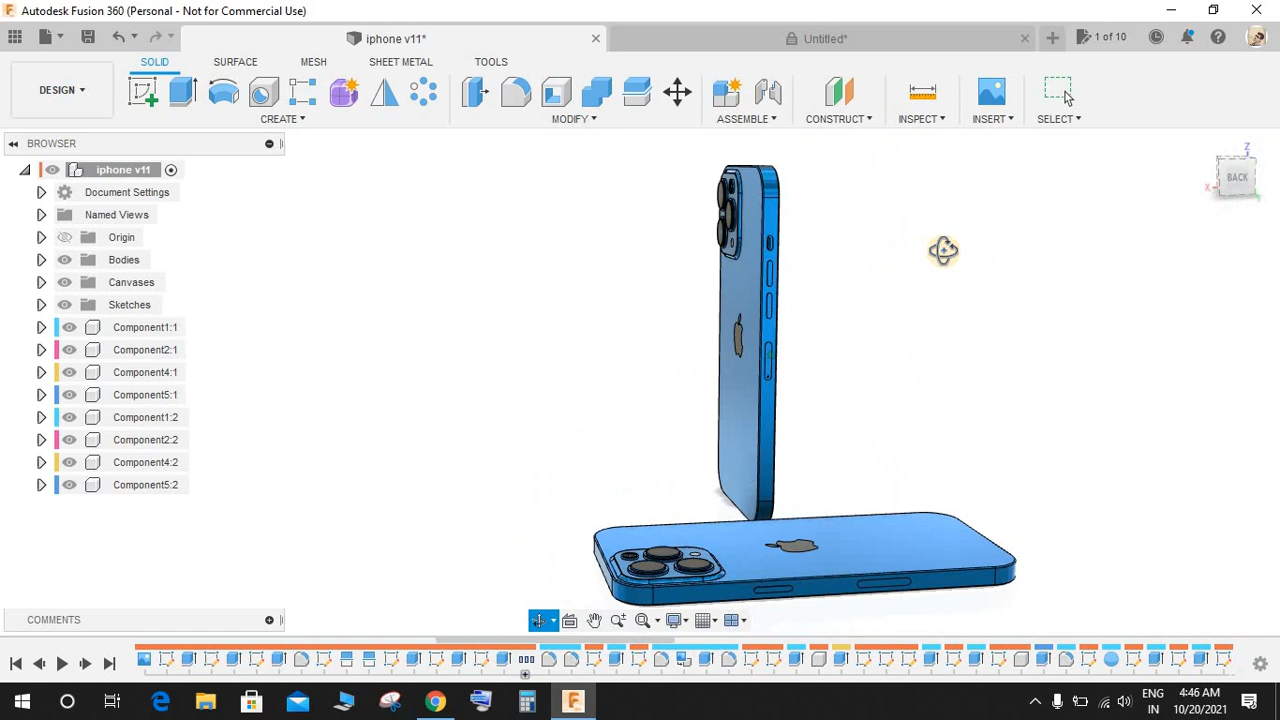 Autodesk Fusion 360 (Personal - Not for Commercial Use)
iphone v11*
Untitled*
1 of 10
DESIGN
SOLID
SURFACE
MESH
SHEET METAL
TOOLS
CREATE
MODIFY
ASSEMBLE
CONSTRUCT
INSPECT
INSERT
SELECT
BROWSER
iphone v11
Document Settings
Named Views
Origin
Bodies
Canvases
Sketches
Component1:1
Component2:1
Component4:1
Component5:1
Component1:2
Component2:2
Component4:2
Component5:2
Z
BACK
X
COMMENTS
ENG
IN
4:46 AM
10/20/2021